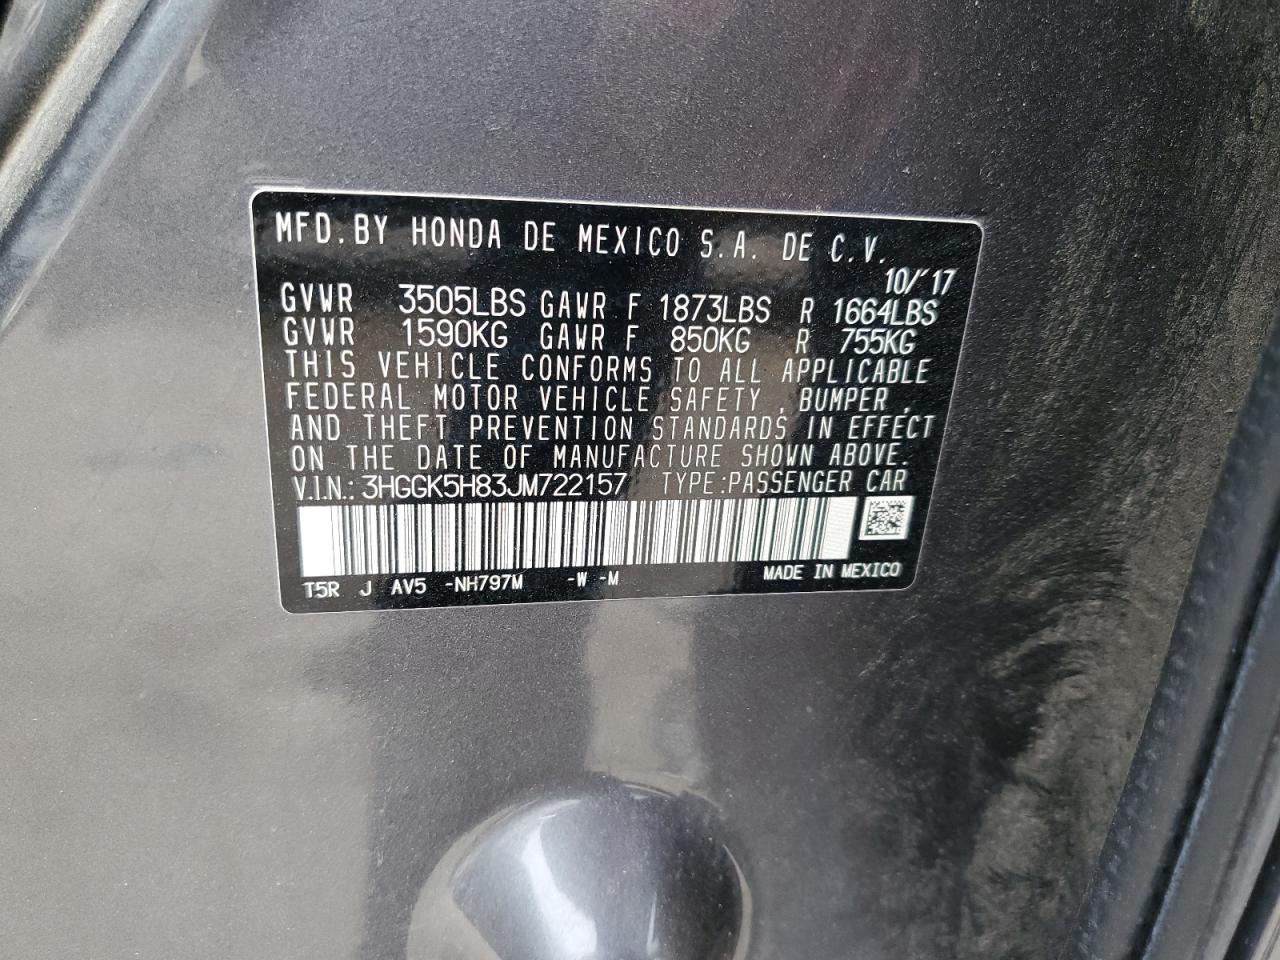 MFD. BY HONDA DE MEXICO S.A. DE C.V.
10/'17
GVWR 3505LBS GAWR F 1873LBS R 1664LBS
GVWR 1590KG GAWR F 850KG R 755KG
THIS VEHICLE CONFORMS TO ALL APPLICABLE
FEDERAL MOTOR VEHICLE SAFETY , BUMPER ,
AND THEFT PREVENTION STANDARDS IN EFFECT
ON THE DATE OF MANUFACTURE SHOWN ABOVE.
V.I.N.: 3HGGK5H83JM722157 TYPE:PASSENGER CAR
T5R J AV5 -NH797M -W -M MADE IN MEXICO